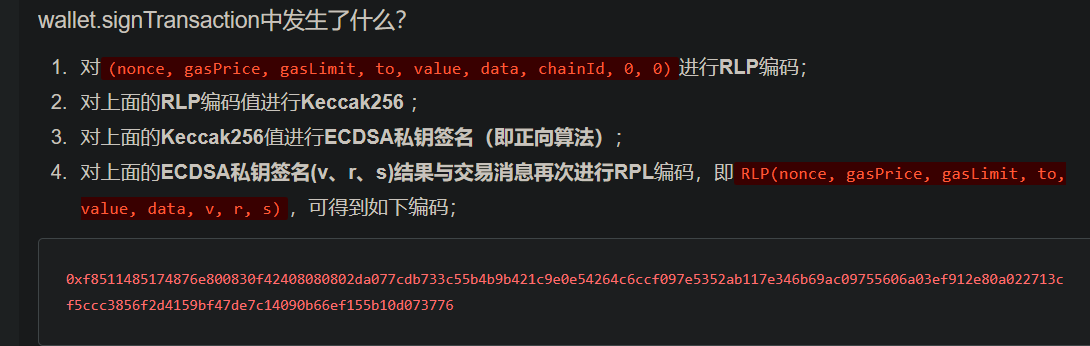 wallet.signTransaction中发生了什么？
1. 对 (nonce, gasPrice, gasLimit, to, value, data, chainId, 0, 0) 进行RLP编码；
2. 对上面的RLP编码值进行Keccak256 ；
3. 对上面的Keccak256值进行ECDSA私钥签名（即正向算法）；
4. 对上面的ECDSA私钥签名(v、r、s)结果与交易消息再次进行RPL编码，即 RLP(nonce, gasPrice, gasLimit, to,
value, data, v, r, s) ，可得到如下编码；
0xf8511485174876e800830f42408080802da077cdb733c55b4b9b421c9e0e54264c6ccf097e5352ab117e346b69ac09755606a03ef912e80a022713c
f5ccc3856f2d4159bf47de7c14090b66ef155b10d073776